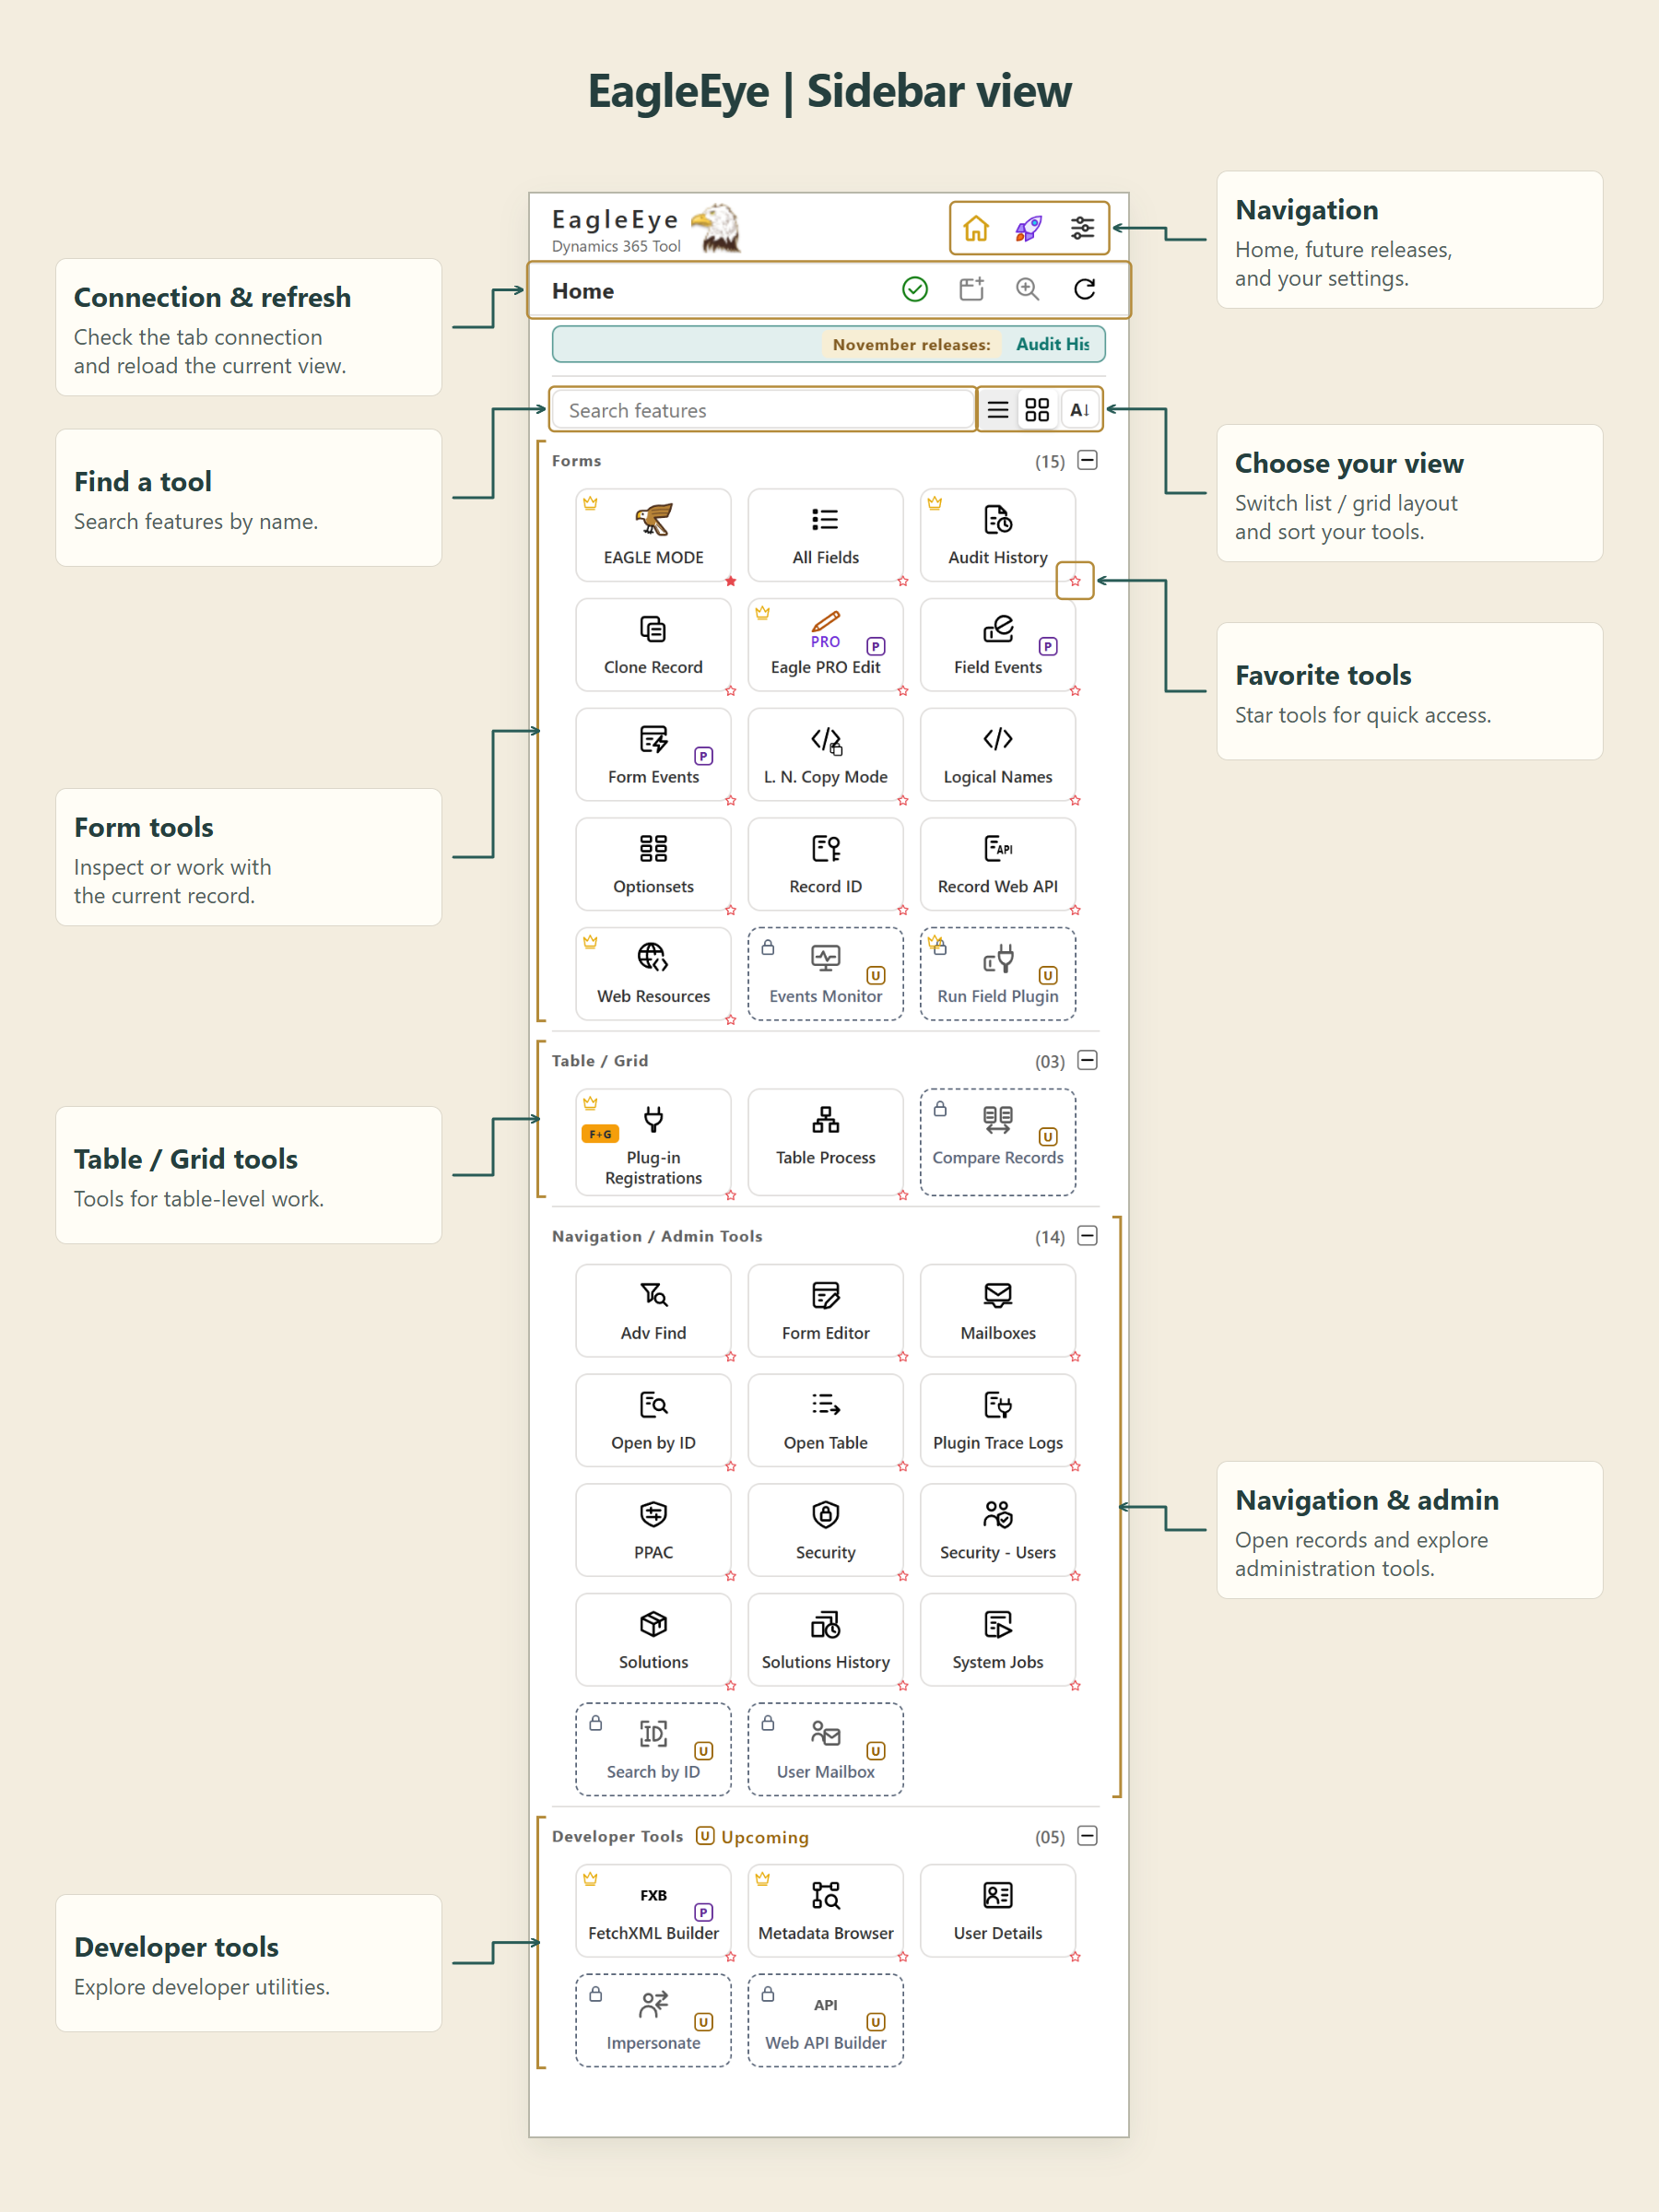 EagleEye | Sidebar view
EagleEye
Dynamics 365 Tool
Navigation
Home, future releases,
and your settings.
Connection & refresh
Check the tab connection
and reload the current view.
Home
November releases: Audit His
Find a tool
Search features by name.
Search features
A↓
Choose your view
Switch list / grid layout
and sort your tools.
Favorite tools
Star tools for quick access.
Form tools
Inspect or work with
the current record.
Forms (15)
EAGLE MODE
All Fields
Audit History
Clone Record
PRO
P
Eagle PRO Edit
P
Field Events
P
Form Events
L. N. Copy Mode
Logical Names
Optionsets
Record ID
API
Record Web API
Web Resources
U
Events Monitor
U
Run Field Plugin
Table / Grid tools
Tools for table-level work.
Table / Grid (03)
F+G
Plug-in
Registrations
Table Process
U
Compare Records
Navigation & admin
Open records and explore
administration tools.
Navigation / Admin Tools (14)
Adv Find
Form Editor
Mailboxes
Open by ID
Open Table
Plugin Trace Logs
PPAC
Security
Security - Users
Solutions
Solutions History
System Jobs
ID
U
Search by ID
U
User Mailbox
Developer tools
Explore developer utilities.
Developer Tools U Upcoming (05)
FXB
P
FetchXML Builder
Metadata Browser
User Details
U
Impersonate
API
U
Web API Builder